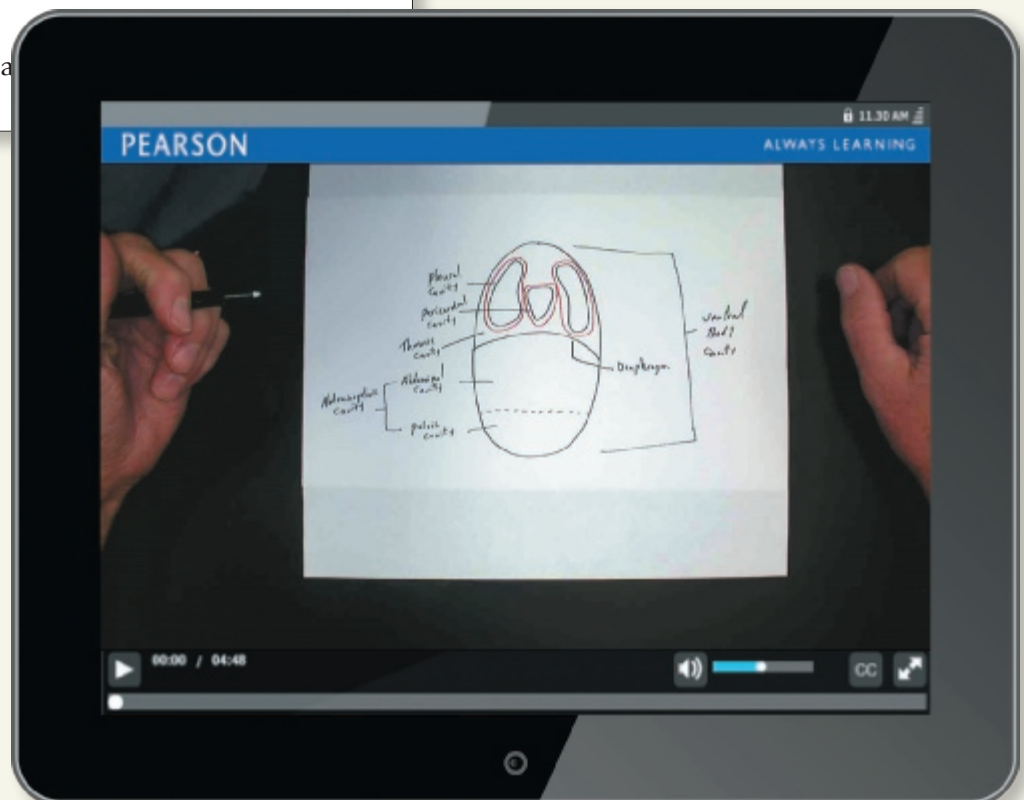 a
11.30 AM
PEARSON
ALWAYS LEARNING
Pleural
Cavity
Pericardial
cavity
Thoracic
cavity
Abdominal
Cavity
Abdominopelvic
cavity
pelvic
cavity
Diaphragm
Ventral
Body
Cavity
00:00 / 04:48
CC